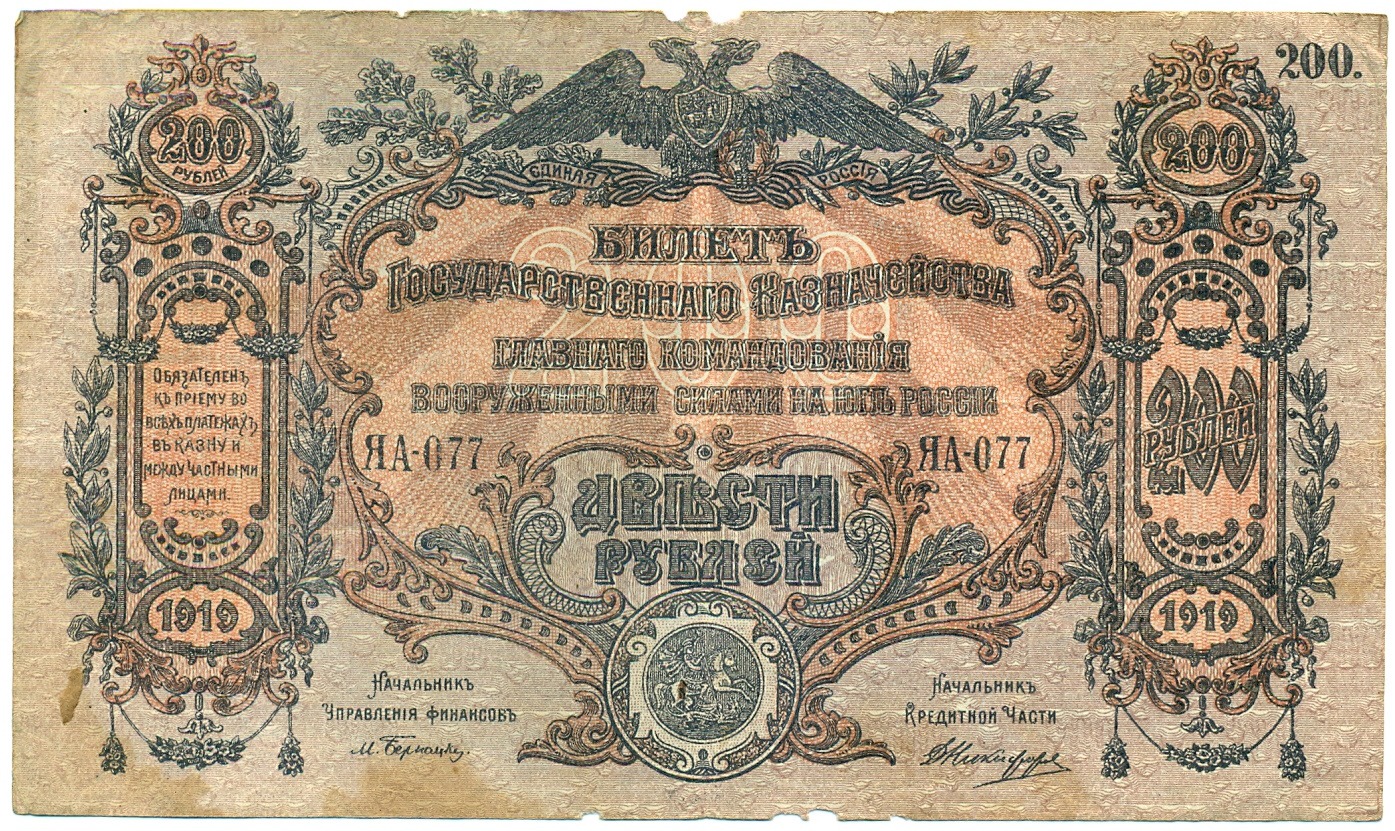 200.
200
РУБЛЕЙ
200
ЕДИНАЯ РОССІЯ
БИЛЕТЪ
ГОСУДАРСТВЕННАГО КАЗНАЧЕЙСТВА
ГЛАВНАГО КОМАНДОВАНІЯ
ВООРУЖЕННЫМИ СИЛАМИ НА ЮГѢ РОССІИ
200
ЯА-077 ЯА-077
ДВѢСТИ
РУБЛЕЙ
ОБЯЗАТЕЛЕНЪ
КЪ ПРІЕМУ ВО
ВСѢХЪ ПЛАТЕЖАХЪ
ВЪ КАЗНУ И
МЕЖДУ ЧАСТНЫМИ
ЛИЦАМИ.
200
РУБЛЕЙ
1919
1919
НАЧАЛЬНИКЪ
УПРАВЛЕНІЯ ФИНАНСОВЪ
М. Бернацкій.
НАЧАЛЬНИКЪ
КРЕДИТНОЙ ЧАСТИ